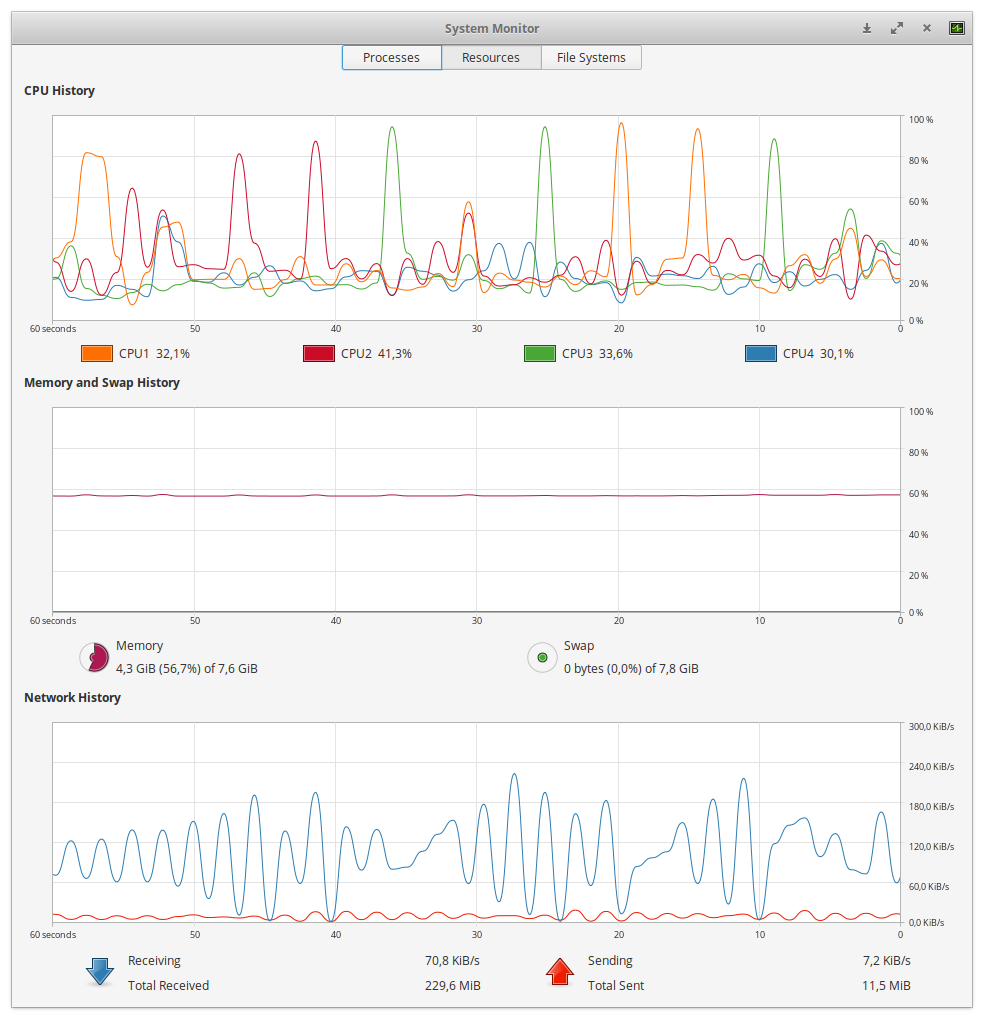 System Monitor
Processes Resources File Systems
CPU History
100 %
80 %
60 %
40 %
20 %
0 %
60 seconds 50 40 30 20 10 0
CPU1 32,1% CPU2 41,3% CPU3 33,6% CPU4 30,1%
Memory and Swap History
100 %
80 %
60 %
40 %
20 %
0 %
60 seconds 50 40 30 20 10 0
Memory Swap
4,3 GiB (56,7%) of 7,6 GiB 0 bytes (0,0%) of 7,8 GiB
Network History
300,0 KiB/s
240,0 KiB/s
180,0 KiB/s
120,0 KiB/s
60,0 KiB/s
0,0 KiB/s
60 seconds 50 40 30 20 10 0
Receiving 70,8 KiB/s Sending 7,2 KiB/s
Total Received 229,6 MiB Total Sent 11,5 MiB